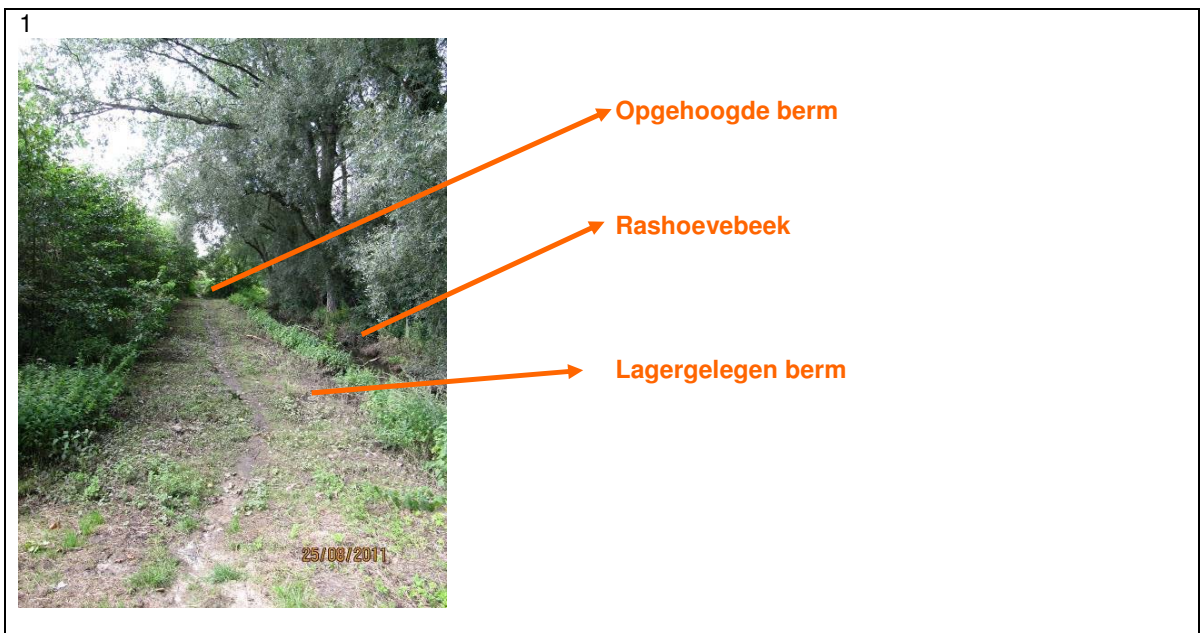 1
Opgehoogde berm
Rashoevebeek
Lagergelegen berm
25/08/2011